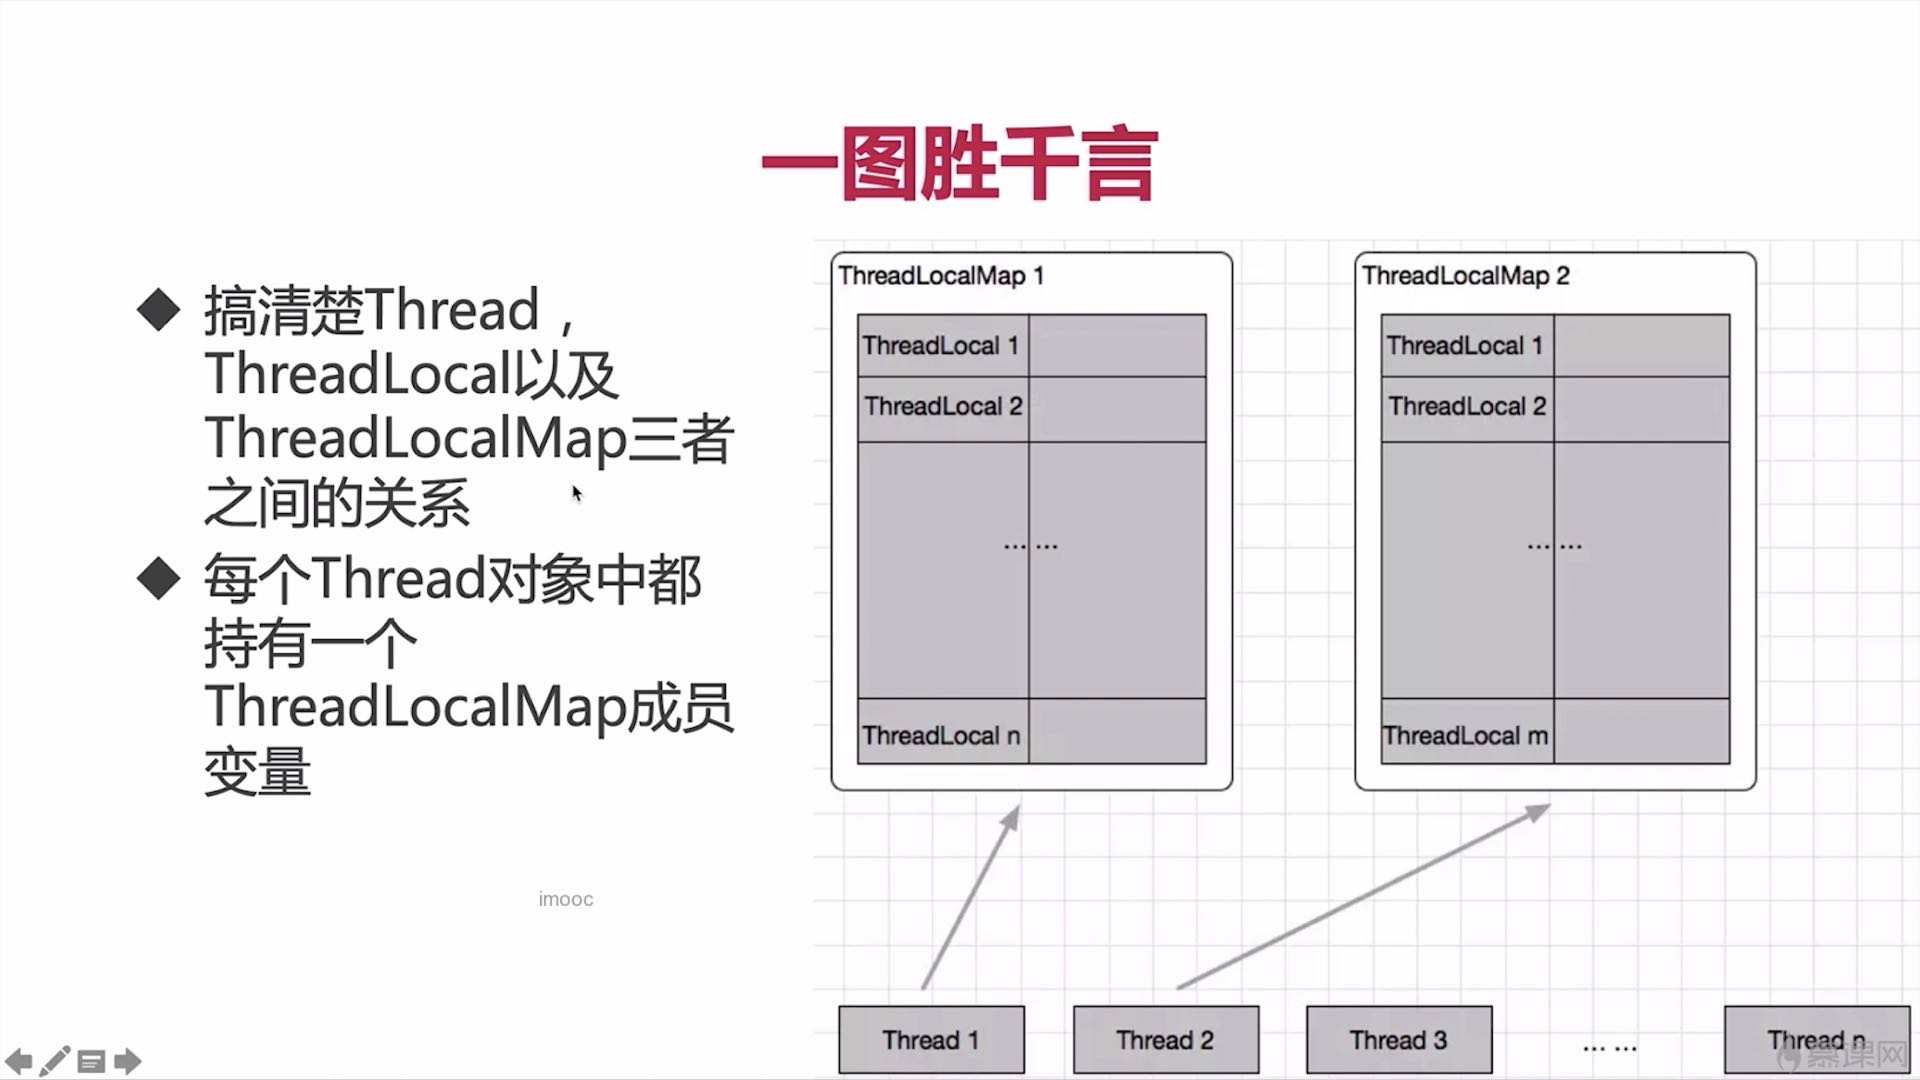 一图胜千言
搞清楚Thread，
ThreadLocal以及
ThreadLocalMap三者
之间的关系
每个Thread对象中都
持有一个
ThreadLocalMap成员
变量
imooc
ThreadLocalMap 1
ThreadLocal 1
ThreadLocal 2
... ...
ThreadLocal n
ThreadLocalMap 2
ThreadLocal 1
ThreadLocal 2
... ...
ThreadLocal m
Thread 1
Thread 2
Thread 3
... ...
Thread n
慕课网